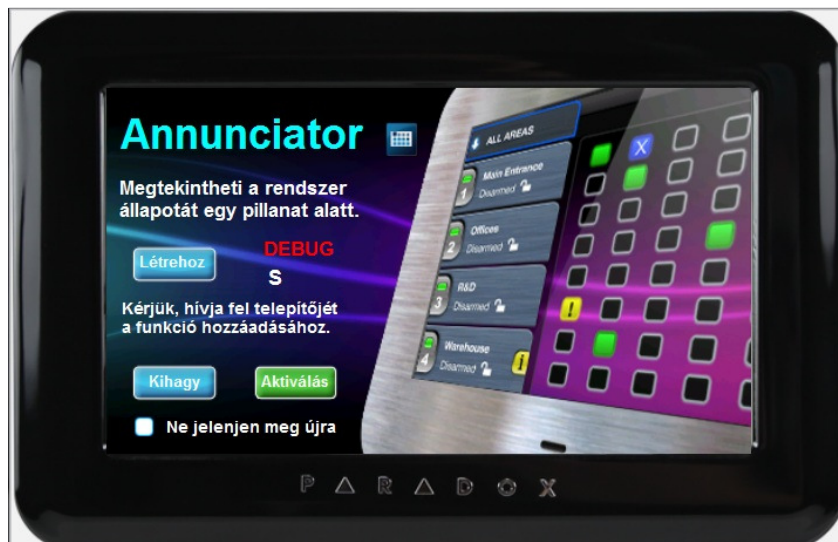 Annunciator
Megtekintheti a rendszer
állapotát egy pillanat alatt.
Létrehoz
DEBUG
S
Kérjük, hívja fel telepítőjét
a funkció hozzáadásához.
Kihagy
Aktiválás
Ne jelenjen meg újra
ALL AREAS
1
Main Entrance
Disarmed
X
2
Offices
Disarmed
3
R&D
Disarmed
!
4
Warehouse
Disarmed
i
PARADOX